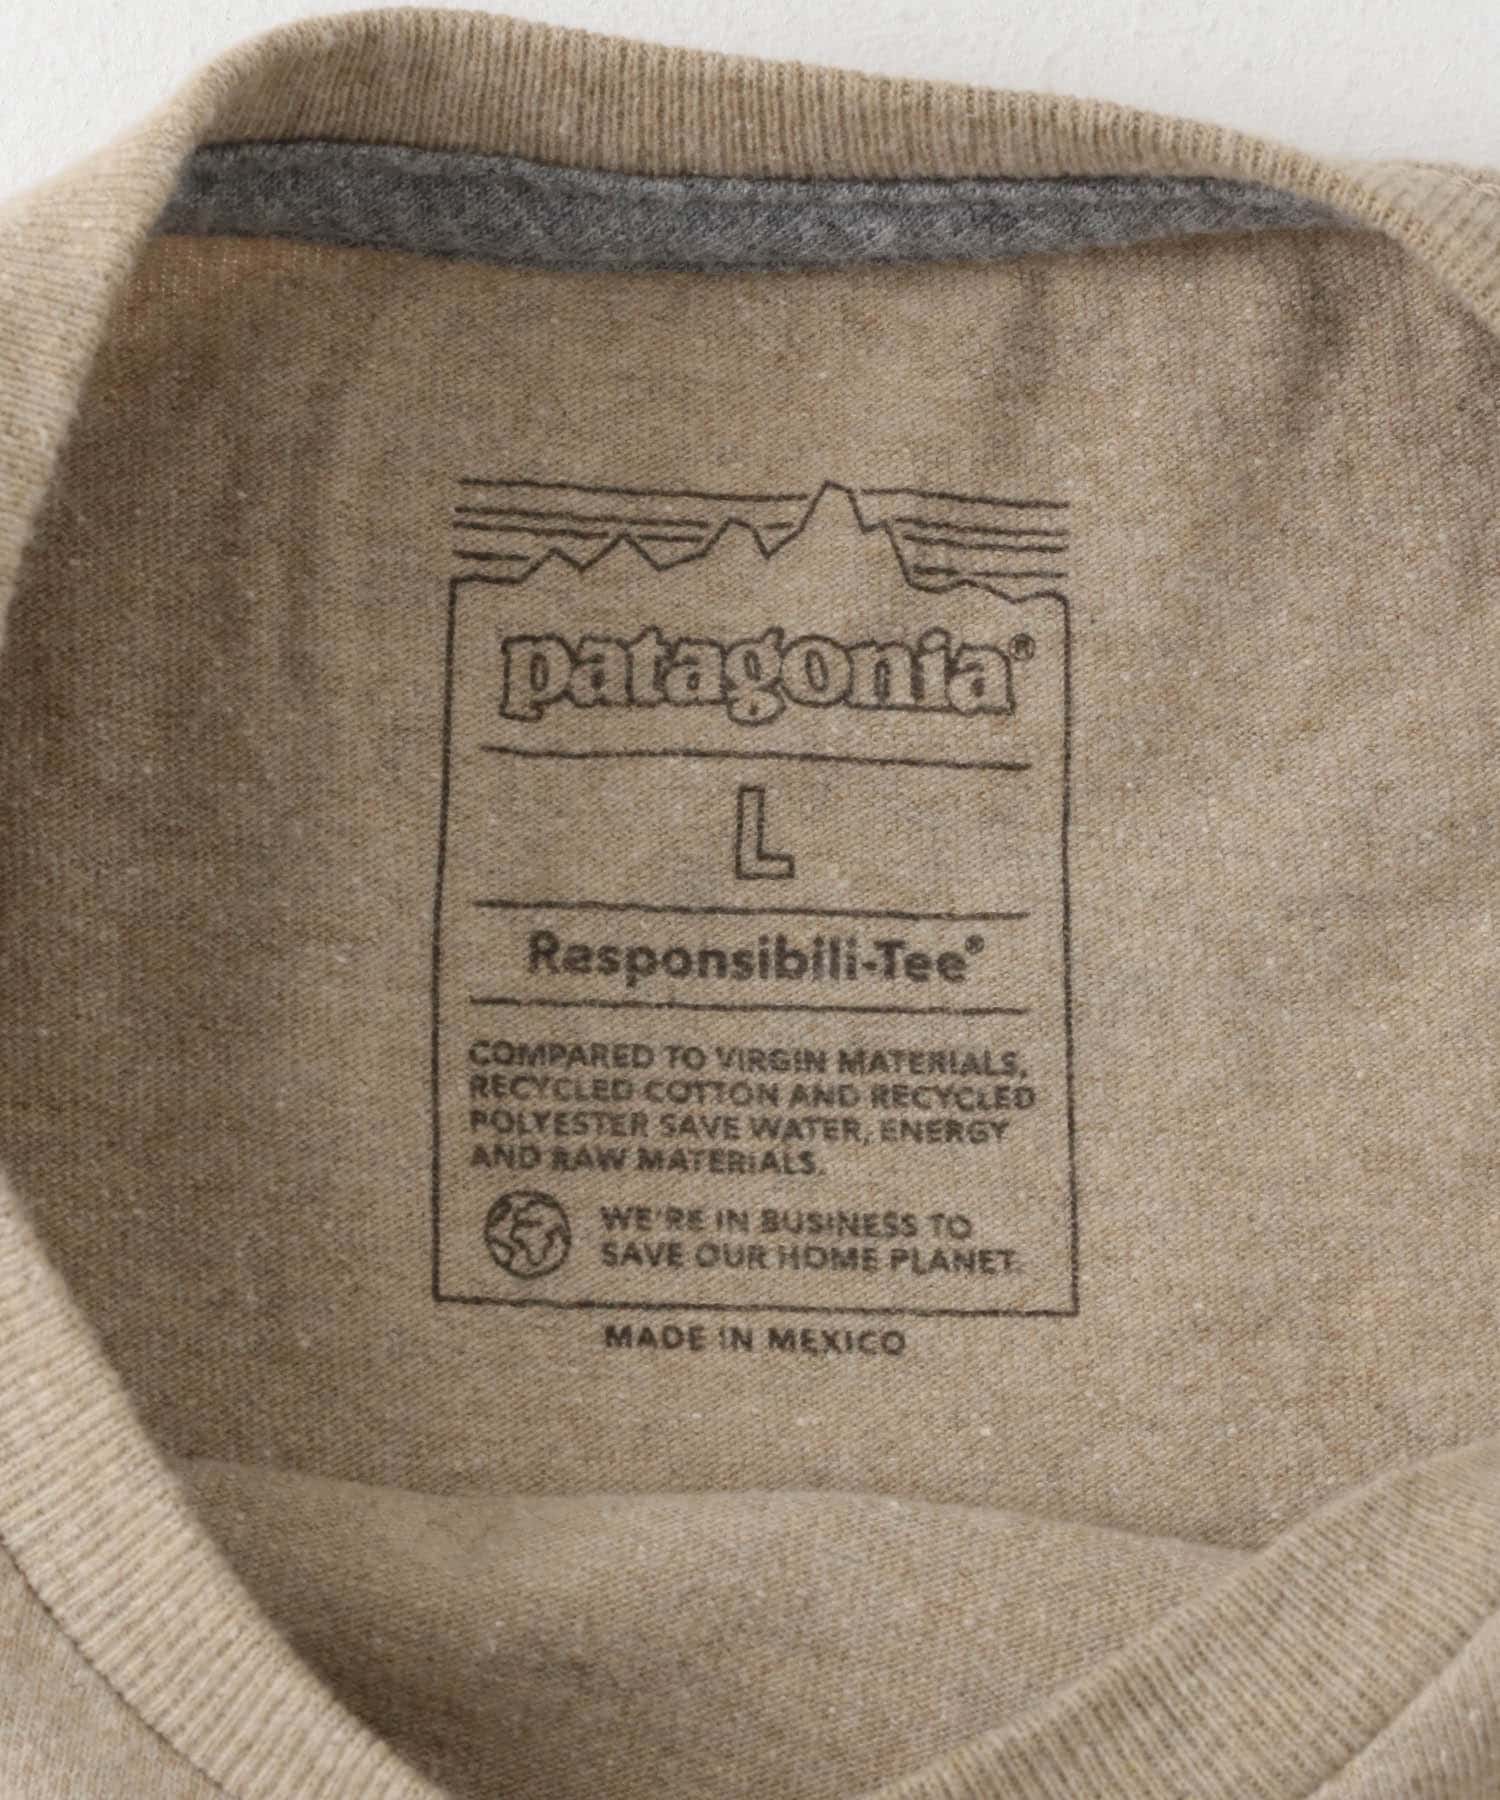 patagonia®
L
Responsibili-Tee®
COMPARED TO VIRGIN MATERIALS,
RECYCLED COTTON AND RECYCLED
POLYESTER SAVE WATER, ENERGY
AND RAW MATERIALS.
WE'RE IN BUSINESS TO
SAVE OUR HOME PLANET.
MADE IN MEXICO